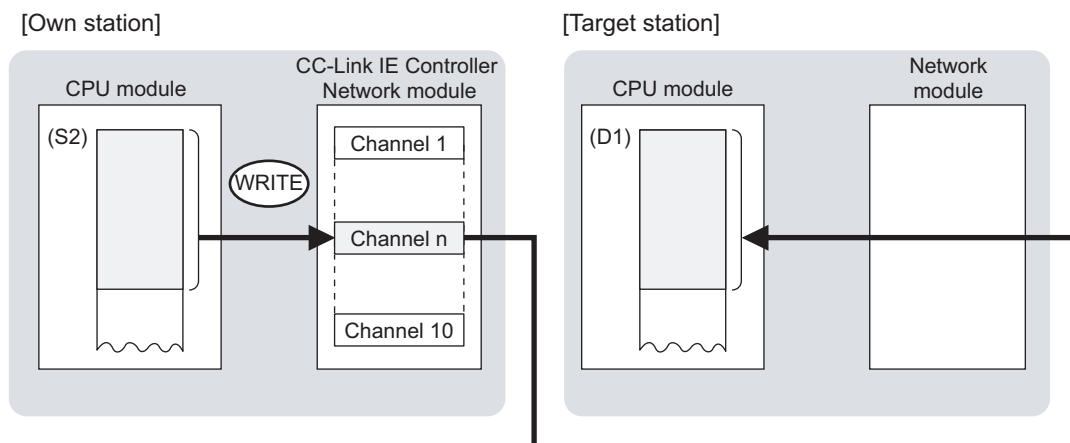 [Own station]
CPU module
CC-Link IE Controller
Network module
(S2)
WRITE
Channel 1
Channel n
Channel 10
[Target station]
CPU module
Network
module
(D1)